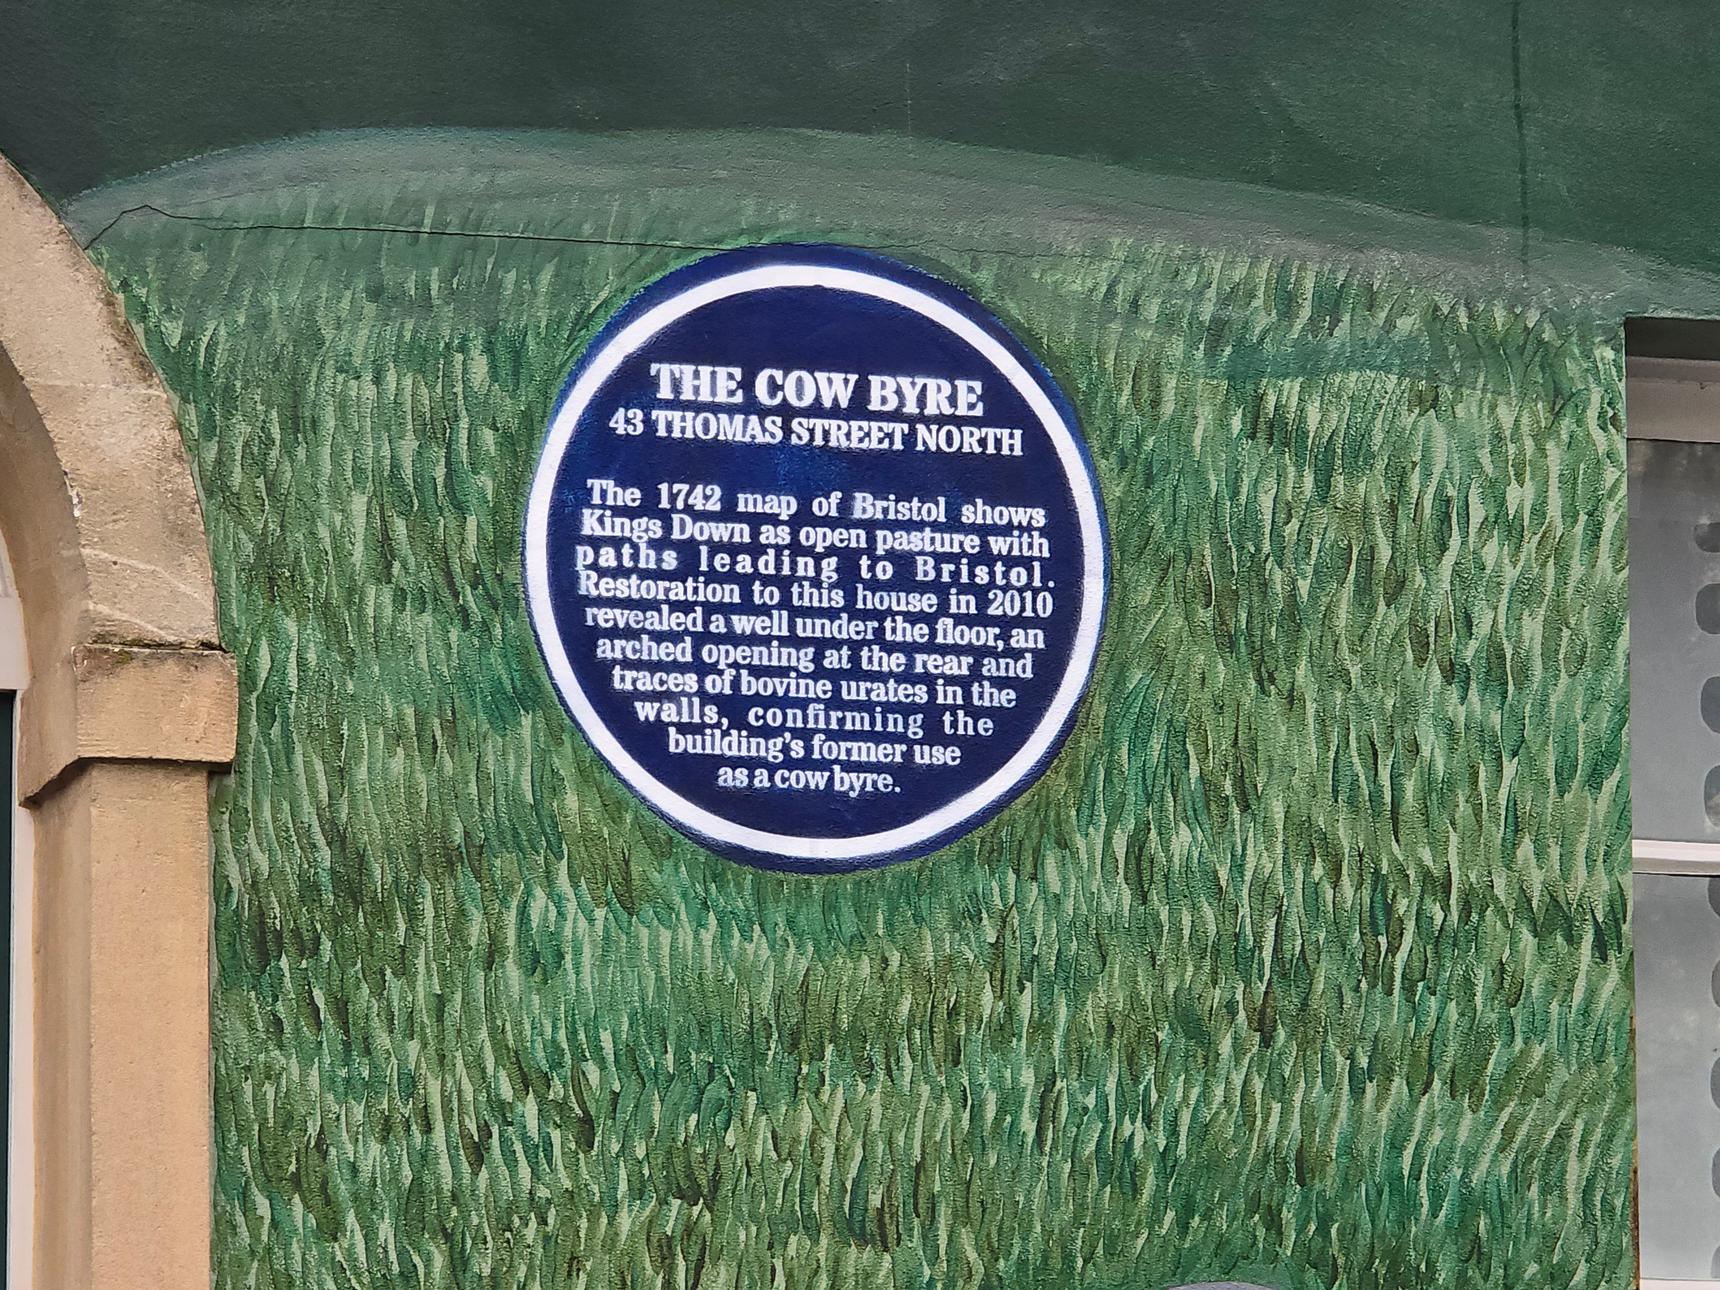 THE COW BYRE
43 THOMAS STREET NORTH
The 1742 map of Bristol shows
Kings Down as open pasture with
paths leading to Bristol.
Restoration to this house in 2010
revealed a well under the floor, an
arched opening at the rear and
traces of bovine urates in the
walls, confirming the
building's former use
as a cow byre.